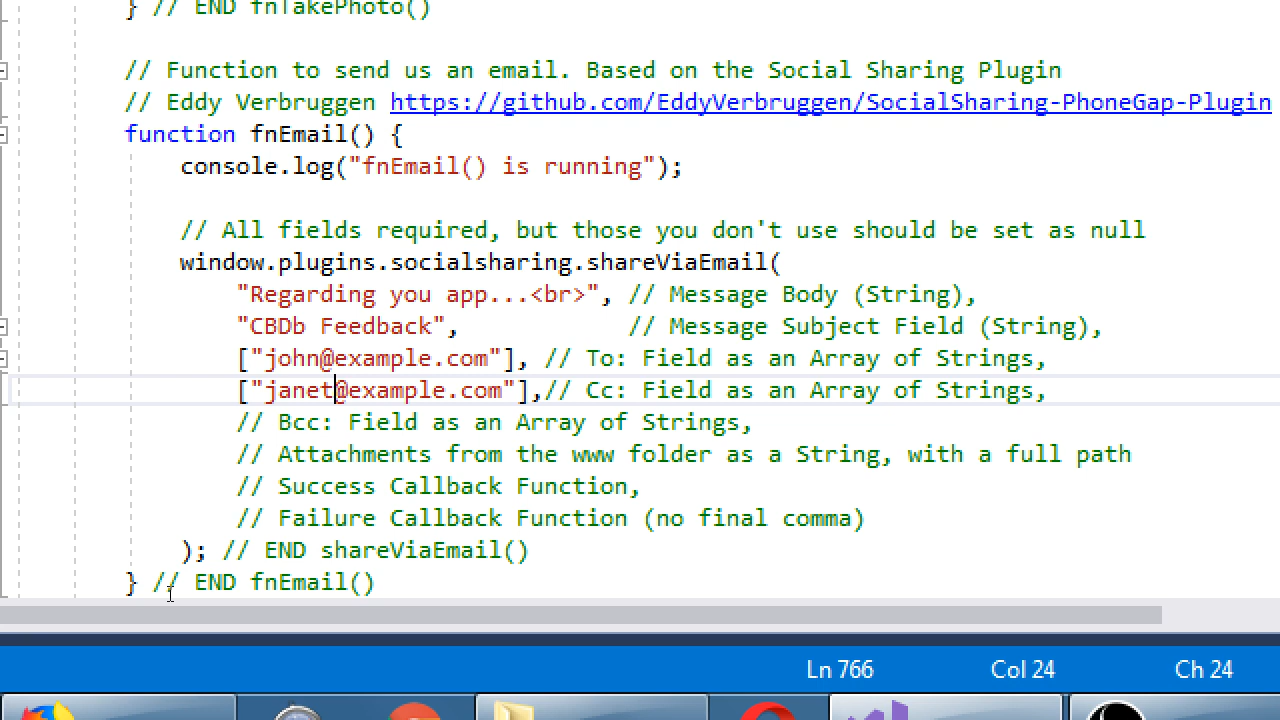 } // END fnTakePhoto()
// Function to send us an email. Based on the Social Sharing Plugin
// Eddy Verbruggen https://github.com/EddyVerbruggen/SocialSharing-PhoneGap-Plugin
function fnEmail() {
console.log("fnEmail() is running");
// All fields required, but those you don't use should be set as null
window.plugins.socialsharing.shareViaEmail(
"Regarding you app...<br>", // Message Body (String),
"CBDb Feedback", // Message Subject Field (String),
["john@example.com"], // To: Field as an Array of Strings,
["janet@example.com"],// Cc: Field as an Array of Strings,
// Bcc: Field as an Array of Strings,
// Attachments from the www folder as a String, with a full path
// Success Callback Function,
// Failure Callback Function (no final comma)
); // END shareViaEmail()
} // END fnEmail()
Ln 766 Col 24 Ch 24